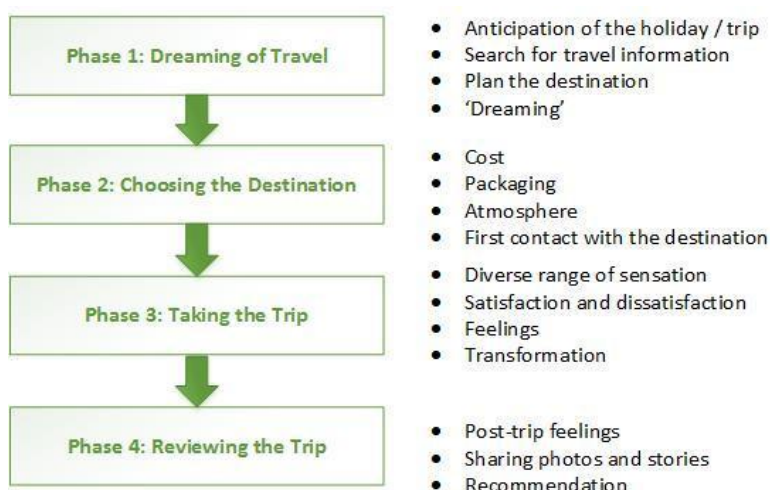 Phase 1: Dreaming of Travel
• Anticipation of the holiday / trip
• Search for travel information
• Plan the destination
• ‘Dreaming’
Phase 2: Choosing the Destination
• Cost
• Packaging
• Atmosphere
• First contact with the destination
Phase 3: Taking the Trip
• Diverse range of sensation
• Satisfaction and dissatisfaction
• Feelings
• Transformation
Phase 4: Reviewing the Trip
• Post-trip feelings
• Sharing photos and stories
• Recommendation